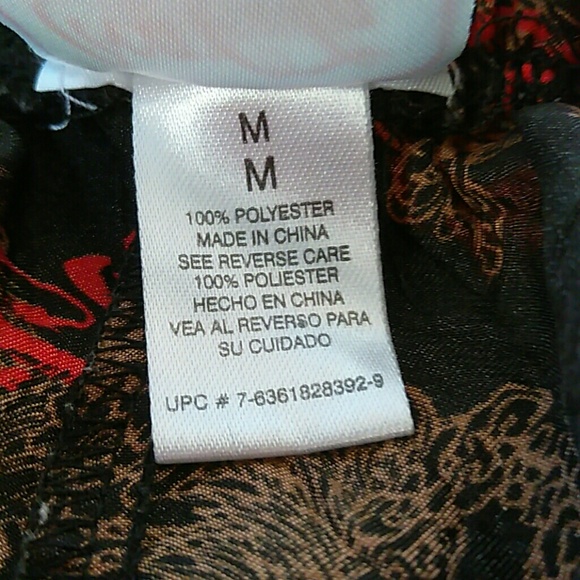 M
M
100% POLYESTER
MADE IN CHINA
SEE REVERSE CARE
100% POLIESTER
HECHO EN CHINA
VEA AL REVERSO PARA
SU CUIDADO
UPC # 7-6361828392-9